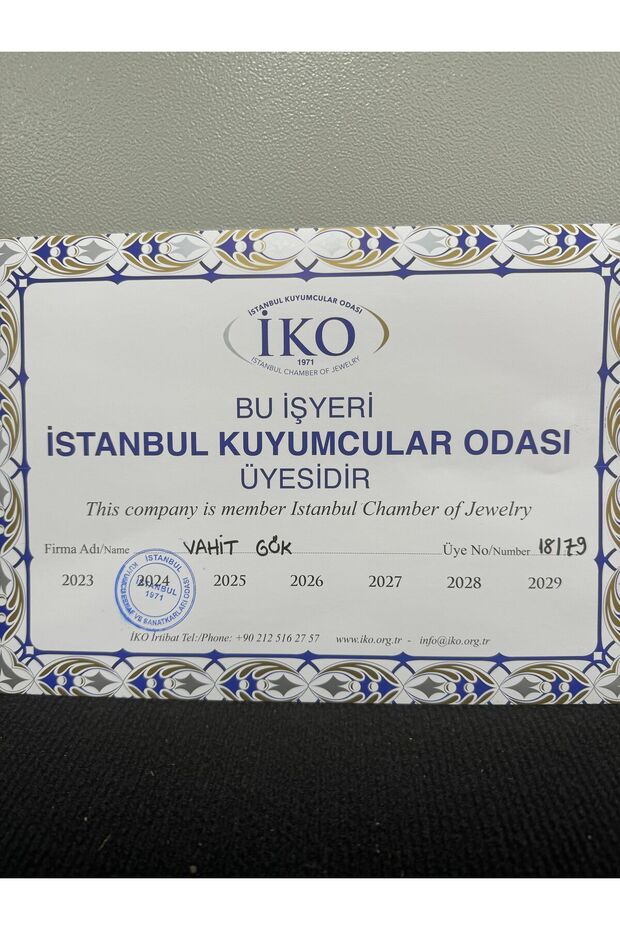 İSTANBUL KUYUMCULAR ODASI
İKO
1971
ISTANBUL CHAMBER OF JEWELRY
BU İŞYERİ
İSTANBUL KUYUMCULAR ODASI
ÜYESİDİR
This company is member Istanbul Chamber of Jewelry
Firma Adı/Name VAHİT GÖK Üye No/Number 18179
2023 2024 2025 2026 2027 2028 2029
İSTANBUL
İSTANBUL
1971
İKO İrtibat Tel:/Phone: +90 212 516 27 57 www.iko.org.tr - info@iko.org.tr